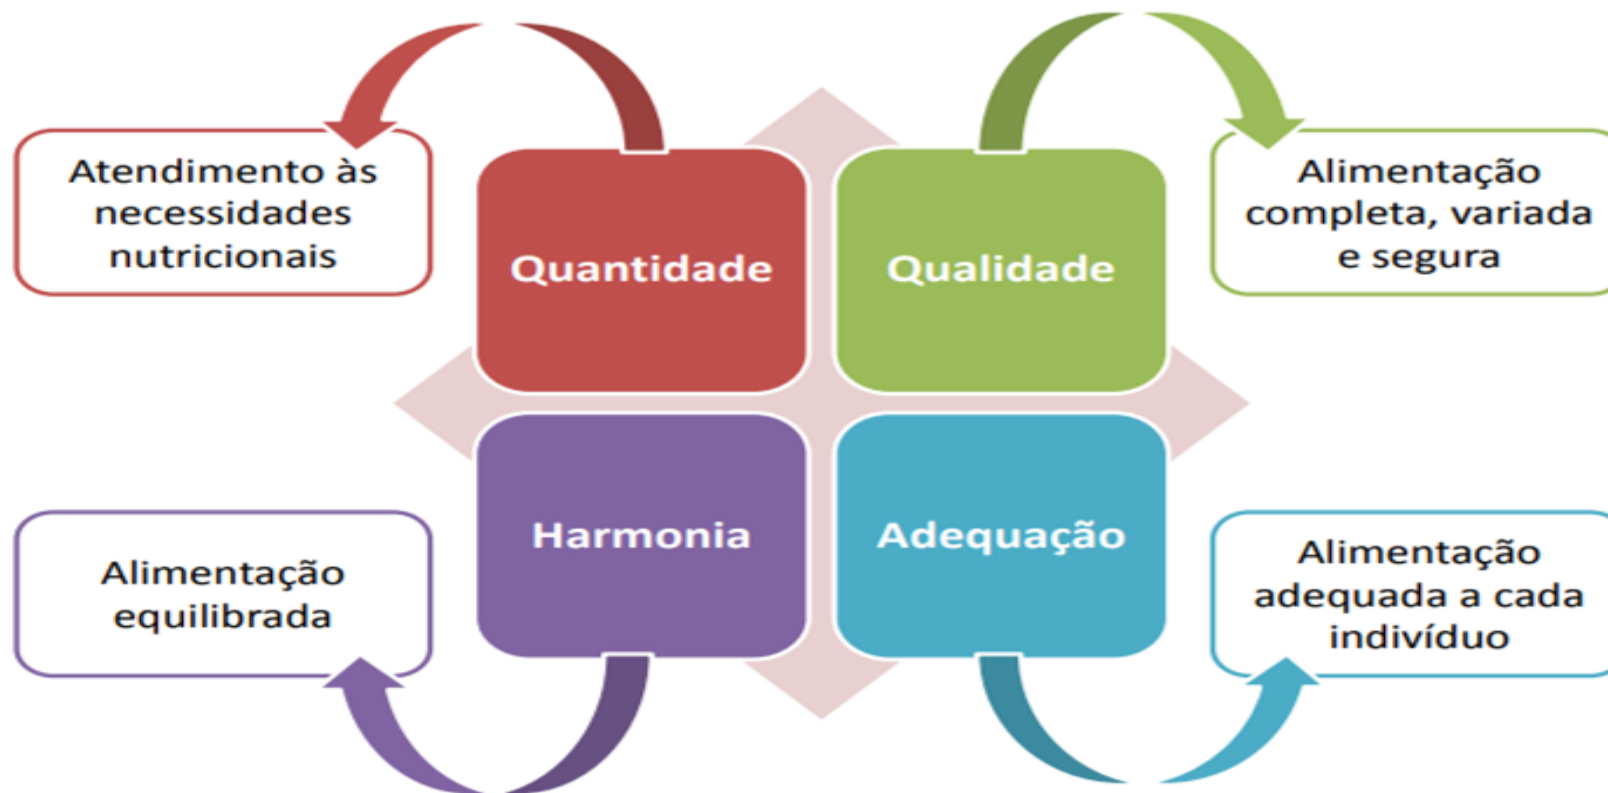 Atendimento às
necessidades
nutricionais
Quantidade
Qualidade
Alimentação
completa, variada
e segura
Alimentação
equilibrada
Harmonia
Adequação
Alimentação
adequada a cada
indivíduo